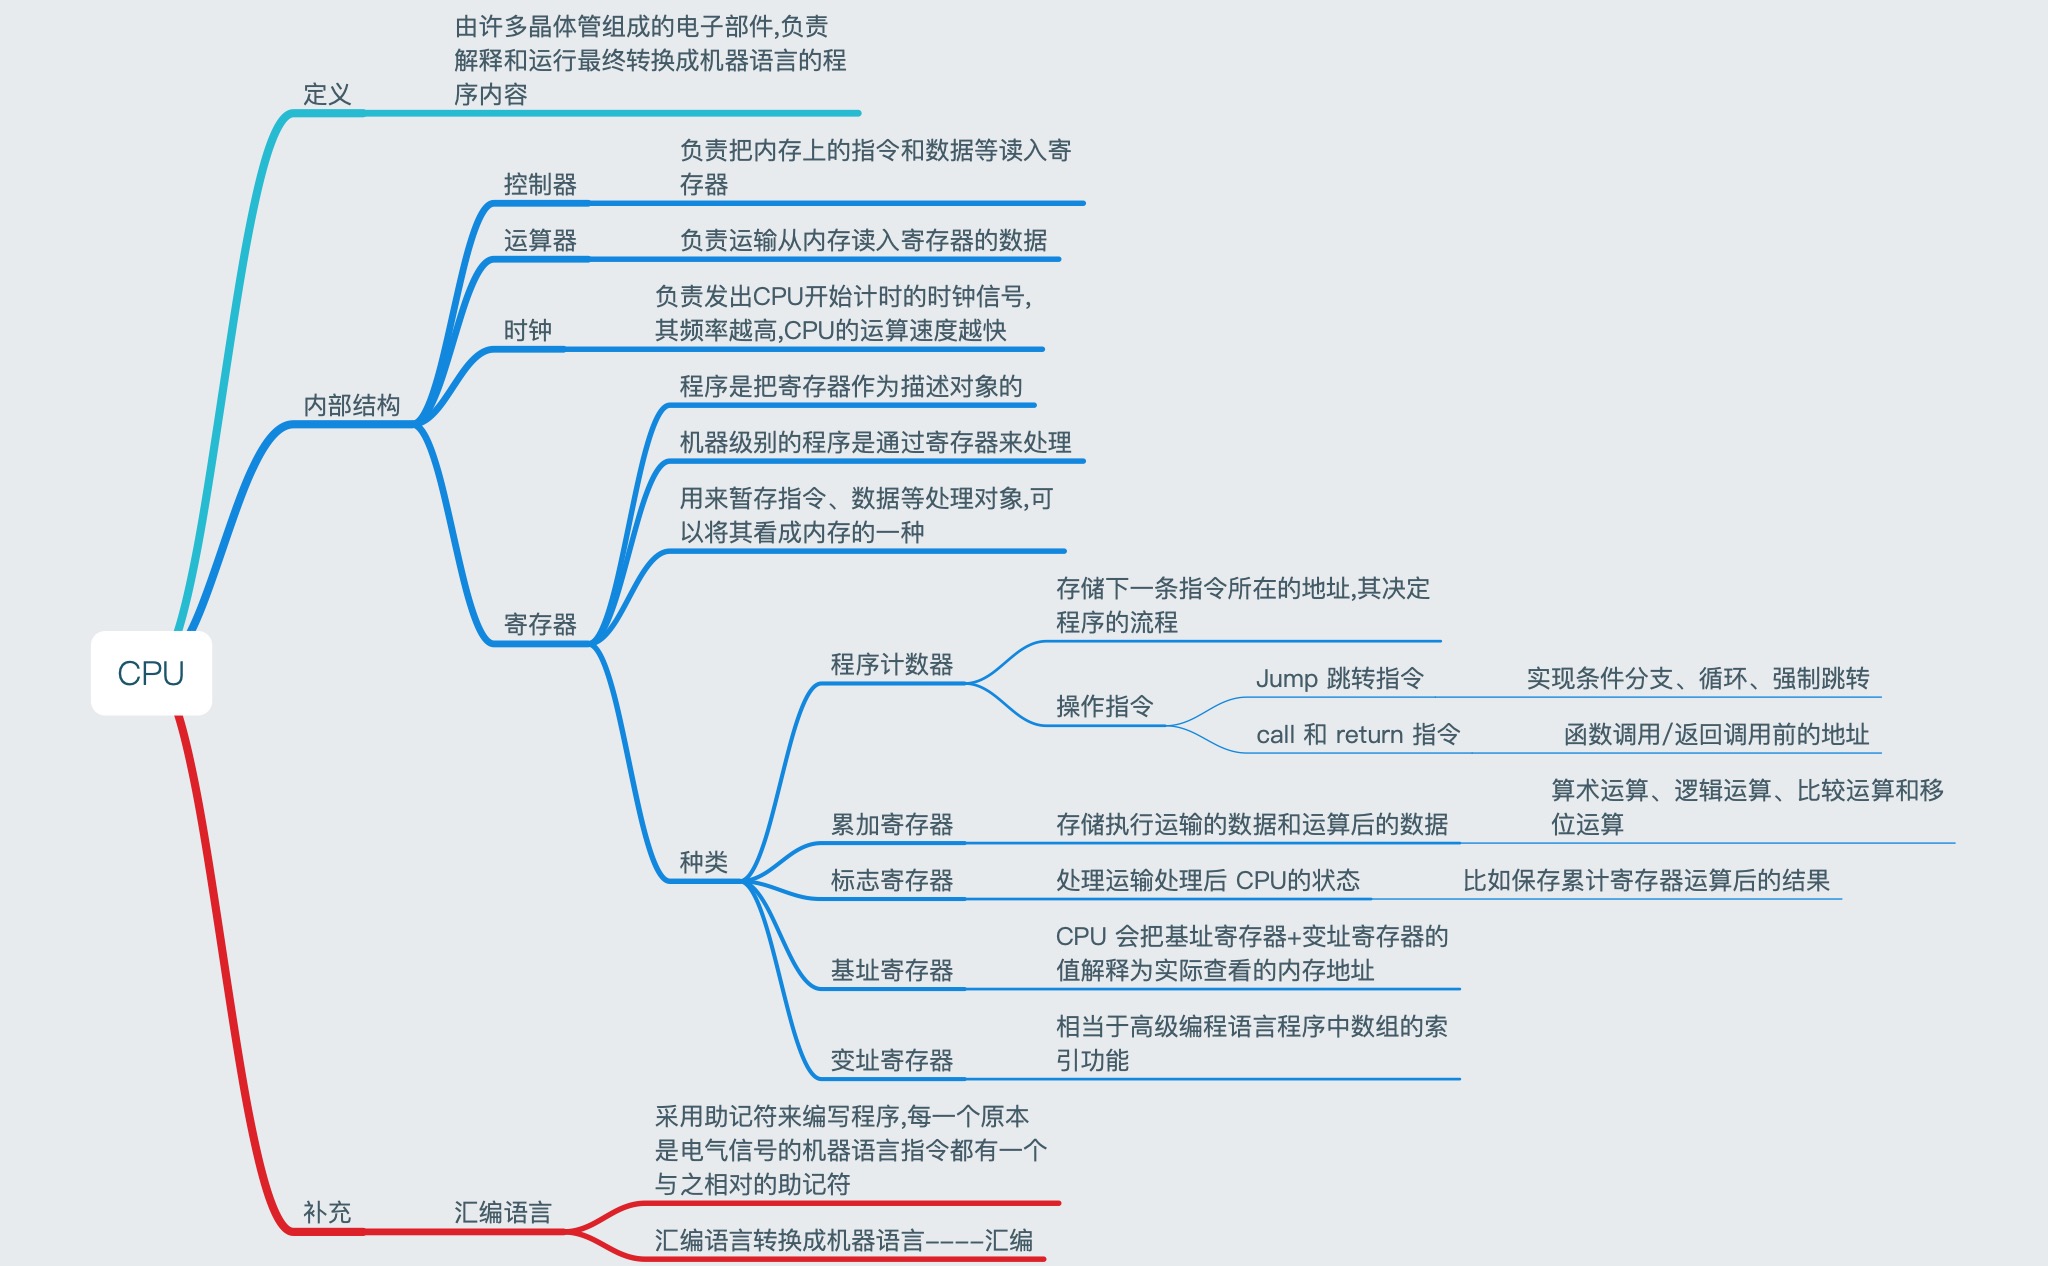 由许多晶体管组成的电子部件,负责
解释和运行最终转换成机器语言的程
序内容
定义
负责把内存上的指令和数据等读入寄
存器
控制器
运算器
负责运输从内存读入寄存器的数据
负责发出CPU开始计时的时钟信号,
其频率越高,CPU的运算速度越快
时钟
程序是把寄存器作为描述对象的
内部结构
机器级别的程序是通过寄存器来处理
用来暂存指令、数据等处理对象,可
以将其看成内存的一种
寄存器
存储下一条指令所在的地址,其决定
程序的流程
程序计数器
操作指令
Jump 跳转指令
实现条件分支、循环、强制跳转
call 和 return 指令
函数调用/返回调用前的地址
CPU
种类
累加寄存器
存储执行运输的数据和运算后的数据
算术运算、逻辑运算、比较运算和移
位运算
标志寄存器
处理运输处理后 CPU的状态
比如保存累计寄存器运算后的结果
CPU 会把基址寄存器+变址寄存器的
值解释为实际查看的内存地址
基址寄存器
相当于高级编程语言程序中数组的索
引功能
变址寄存器
采用助记符来编写程序,每一个原本
是电气信号的机器语言指令都有一个
与之相对的助记符
补充
汇编语言
汇编语言转换成机器语言----汇编